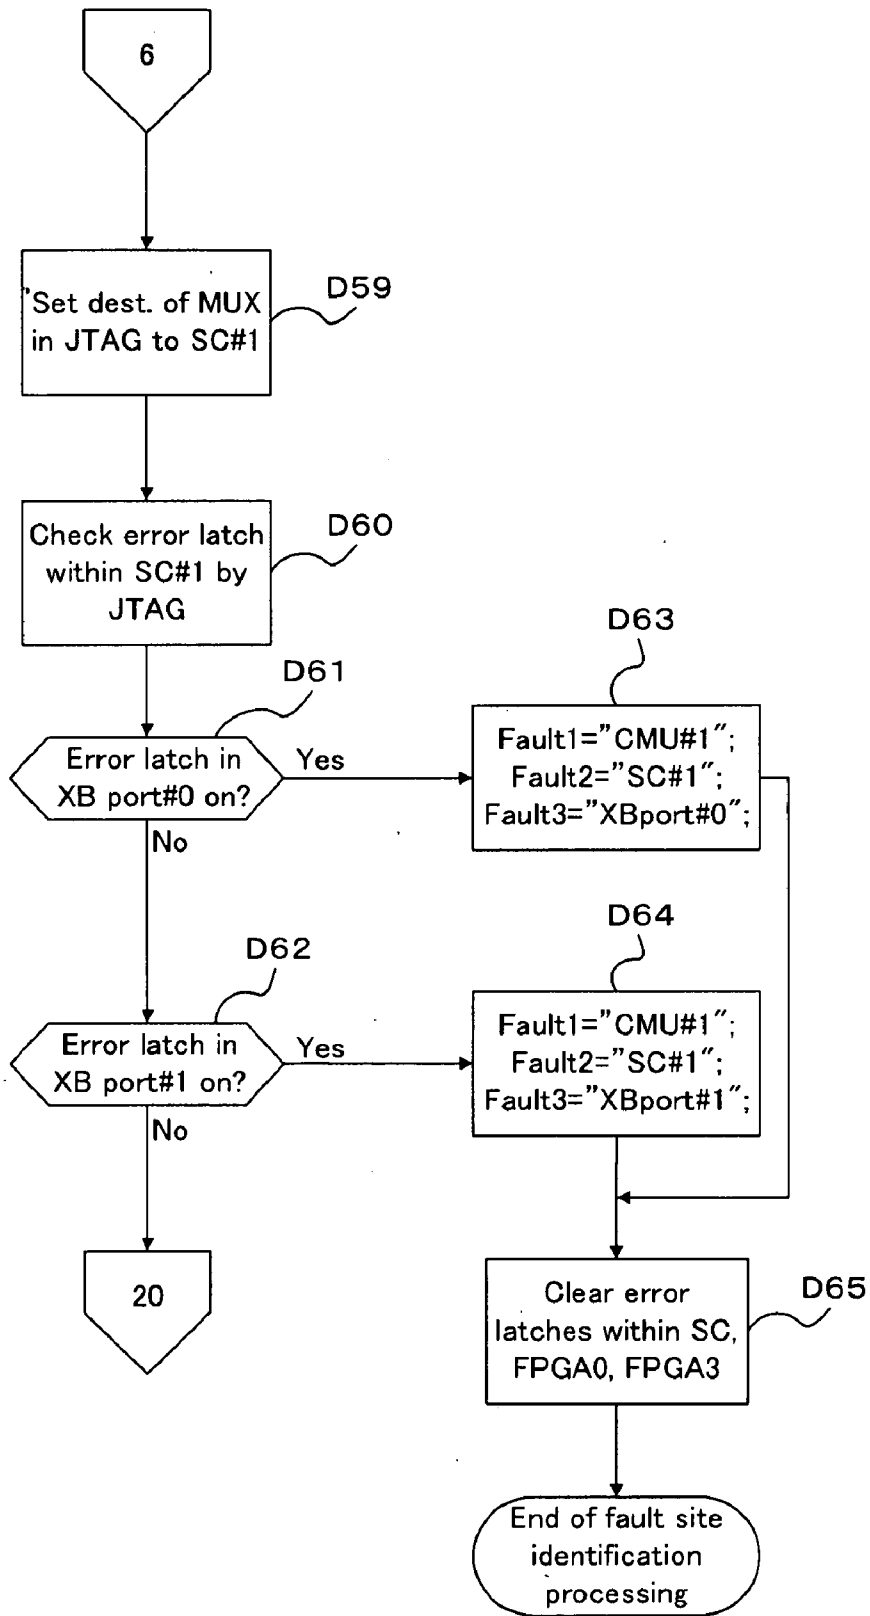 6
D59
Set dest. of MUX
in JTAG to SC#1
D60
Check error latch
within SC#1 by
JTAG
D61
Error latch in
XB port#0 on?
Yes
No
D63
Fault1="CMU#1";
Fault2="SC#1";
Fault3="XBport#0";
D62
Error latch in
XB port#1 on?
Yes
No
D64
Fault1="CMU#1";
Fault2="SC#1";
Fault3="XBport#1";
20
D65
Clear error
latches within SC,
FPGA0, FPGA3
End of fault site
identification
processing